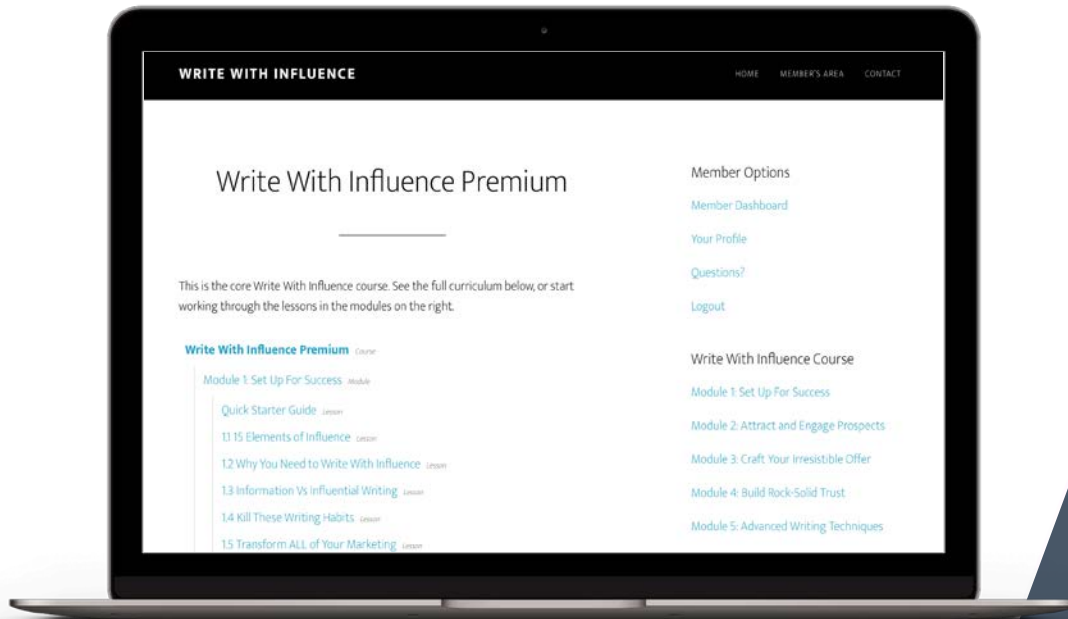 WRITE WITH INFLUENCE
HOME MEMBER'S AREA CONTACT
Write With Influence Premium
This is the core Write With Influence course. See the full curriculum below, or start
working through the lessons in the modules on the right.
Write With Influence Premium Course
Module 1: Set Up For Success Module
Quick Starter Guide Lesson
1.1 15 Elements of Influence Lesson
1.2 Why You Need to Write With Influence Lesson
1.3 Information Vs Influential Writing Lesson
1.4 Kill These Writing Habits Lesson
1.5 Transform ALL of Your Marketing Lesson
Member Options
Member Dashboard
Your Profile
Questions?
Logout
Write With Influence Course
Module 1: Set Up For Success
Module 2: Attract and Engage Prospects
Module 3: Craft Your Irresistible Offer
Module 4: Build Rock-Solid Trust
Module 5: Advanced Writing Techniques